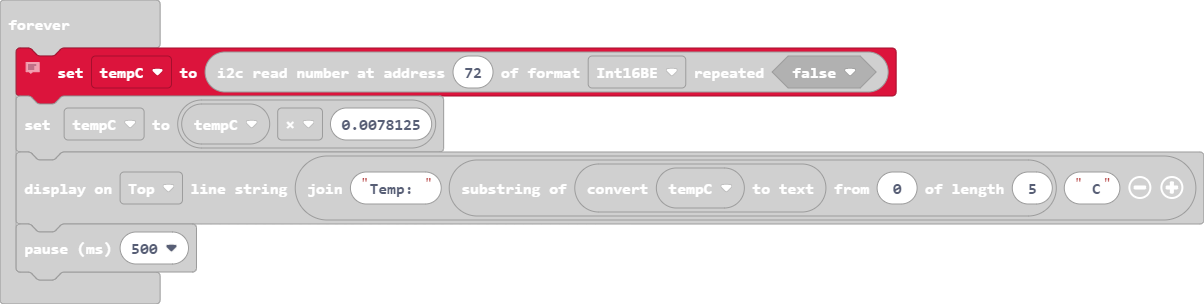 forever
set tempC to i2c read number at address 72 of format Int16BE repeated false
set tempC to tempC × 0.0078125
display on Top line string join "Temp: " substring of convert tempC to text from 0 of length 5 " C"
pause (ms) 500